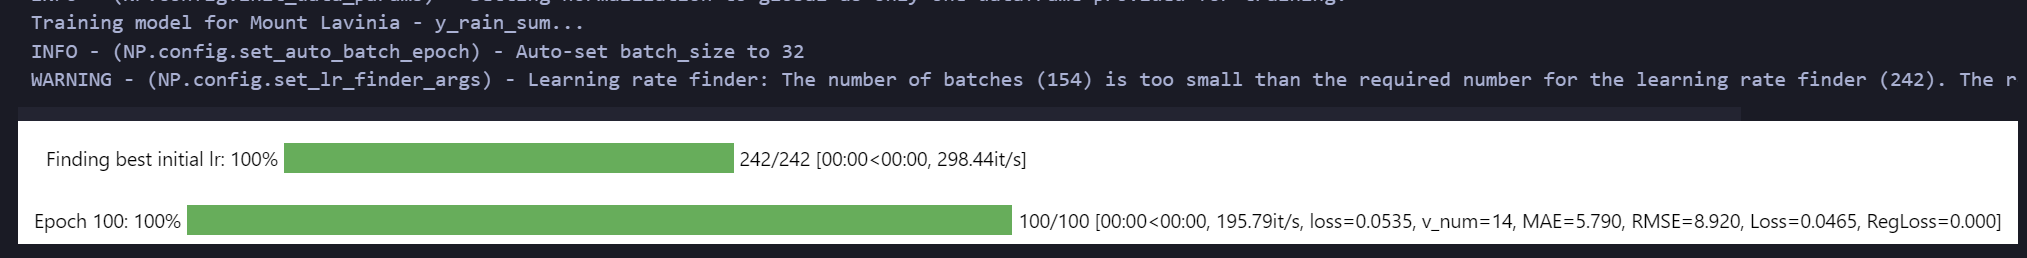 Training model for Mount Lavinia - y_rain_sum...
INFO - (NP.config.set_auto_batch_epoch) - Auto-set batch_size to 32
WARNING - (NP.config.set_lr_finder_args) - Learning rate finder: The number of batches (154) is too small than the required number for the learning rate finder (242). The r
Finding best initial lr: 100% 242/242 [00:00<00:00, 298.44it/s]
Epoch 100: 100% 100/100 [00:00<00:00, 195.79it/s, loss=0.0535, v_num=14, MAE=5.790, RMSE=8.920, Loss=0.0465, RegLoss=0.000]